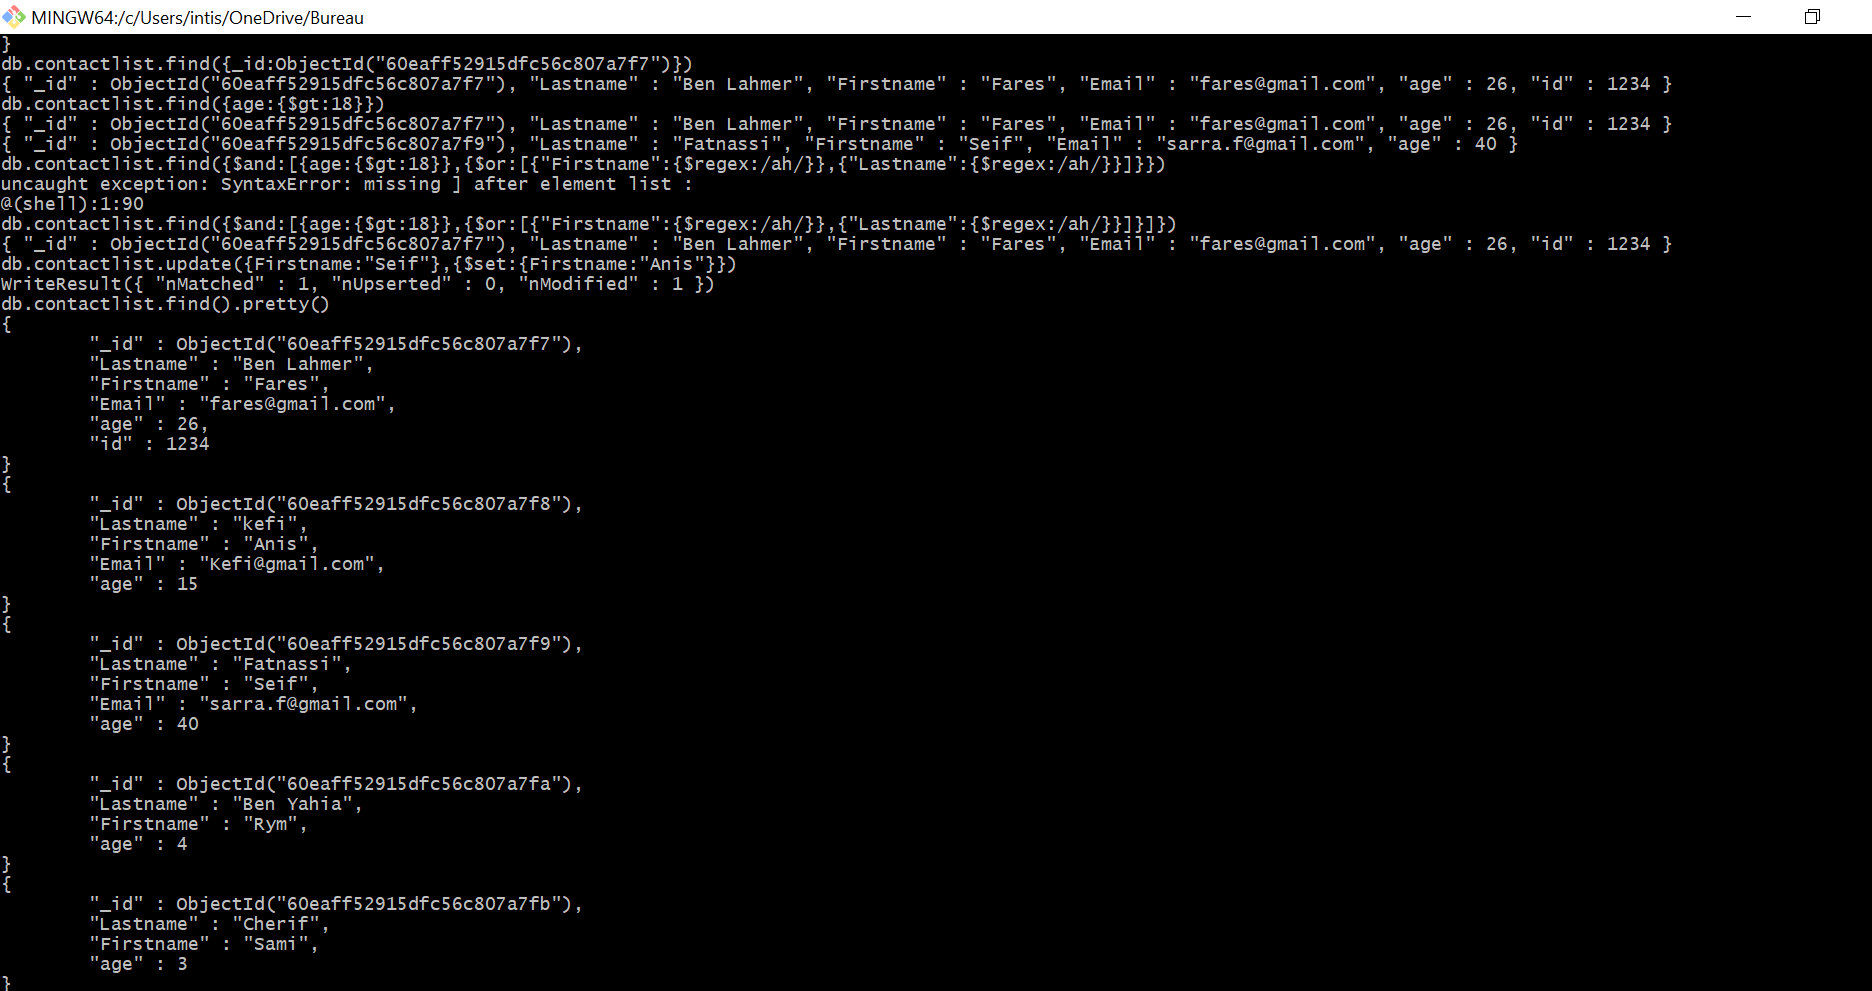 MINGW64:/c/Users/intis/OneDrive/Bureau
}
db.contactlist.find({_id:ObjectId("60eaff52915dfc56c807a7f7")})
{ "_id" : ObjectId("60eaff52915dfc56c807a7f7"), "Lastname" : "Ben Lahmer", "Firstname" : "Fares", "Email" : "fares@gmail.com", "age" : 26, "id" : 1234 }
db.contactlist.find({age:{$gt:18}})
{ "_id" : ObjectId("60eaff52915dfc56c807a7f7"), "Lastname" : "Ben Lahmer", "Firstname" : "Fares", "Email" : "fares@gmail.com", "age" : 26, "id" : 1234 }
{ "_id" : ObjectId("60eaff52915dfc56c807a7f9"), "Lastname" : "Fatnassi", "Firstname" : "Seif", "Email" : "sarra.f@gmail.com", "age" : 40 }
db.contactlist.find({$and:[{age:{$gt:18}},{$or:[{"Firstname":{$regex:/ah/}},{"Lastname":{$regex:/ah/}}]}})
uncaught exception: SyntaxError: missing ] after element list :
@(shell):1:90
db.contactlist.find({$and:[{age:{$gt:18}},{$or:[{"Firstname":{$regex:/ah/}},{"Lastname":{$regex:/ah/}}]}]})
{ "_id" : ObjectId("60eaff52915dfc56c807a7f7"), "Lastname" : "Ben Lahmer", "Firstname" : "Fares", "Email" : "fares@gmail.com", "age" : 26, "id" : 1234 }
db.contactlist.update({Firstname:"Seif"},{$set:{Firstname:"Anis"}})
WriteResult({ "nMatched" : 1, "nUpserted" : 0, "nModified" : 1 })
db.contactlist.find().pretty()
{
"_id" : ObjectId("60eaff52915dfc56c807a7f7"),
"Lastname" : "Ben Lahmer",
"Firstname" : "Fares",
"Email" : "fares@gmail.com",
"age" : 26,
"id" : 1234
}
{
"_id" : ObjectId("60eaff52915dfc56c807a7f8"),
"Lastname" : "kefi",
"Firstname" : "Anis",
"Email" : "Kefi@gmail.com",
"age" : 15
}
{
"_id" : ObjectId("60eaff52915dfc56c807a7f9"),
"Lastname" : "Fatnassi",
"Firstname" : "Seif",
"Email" : "sarra.f@gmail.com",
"age" : 40
}
{
"_id" : ObjectId("60eaff52915dfc56c807a7fa"),
"Lastname" : "Ben Yahia",
"Firstname" : "Rym",
"age" : 4
}
{
"_id" : ObjectId("60eaff52915dfc56c807a7fb"),
"Lastname" : "Cherif",
"Firstname" : "Sami",
"age" : 3
}